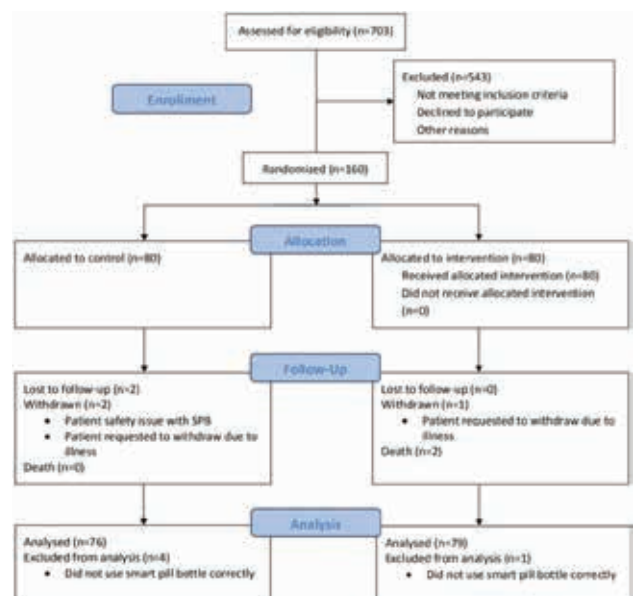 Assessed for eligibility (n=703)
Enrollment
Excluded (n=543)
Not meeting inclusion criteria
Declined to participate
Other reasons
Randomised (n=160)
Allocation
Allocated to control (n=80)
Allocated to intervention (n=80)
Received allocated intervention (n=80)
Did not receive allocated intervention
(n=0)
Follow-Up
Lost to follow-up (n=2)
Withdrawn (n=2)
• Patient safety issue with SPB
• Patient requested to withdraw due to
illness
Death (n=0)
Lost to follow-up (n=0)
Withdrawn (n=1)
• Patient requested to withdraw due to
illness
Death (n=2)
Analysis
Analysed (n=76)
Excluded from analysis (n=4)
• Did not use smart pill bottle correctly
Analysed (n=79)
Excluded from analysis (n=1)
• Did not use smart pill bottle correctly